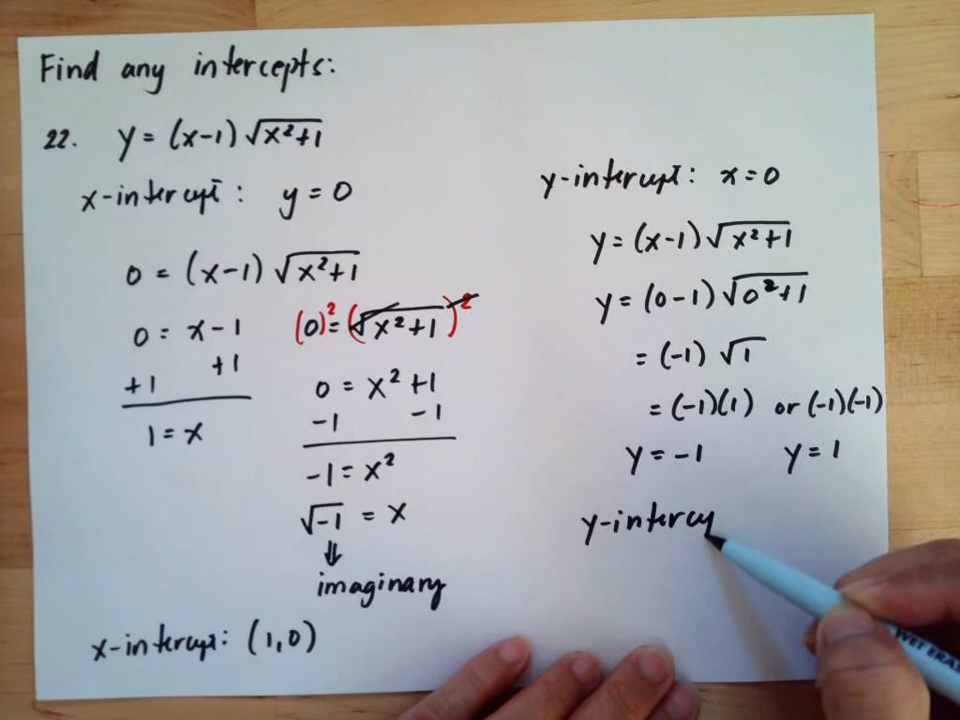 Find any intercepts:
22. y = (x-1) √x²+1
x-intercept: y = 0
0 = (x-1) √x²+1
0 = x-1
+1 +1
1 = x
(0)² = (√x²+1)²
0 = x²+1
-1 -1
-1 = x²
√-1 = x
⇓
imaginary
x-intercept: (1,0)
y-intercept: x=0
y = (x-1) √x²+1
y = (0-1) √0²+1
= (-1) √1
= (-1)(1) or (-1)(-1)
y = -1 y = 1
y-intercep
WET ERAS